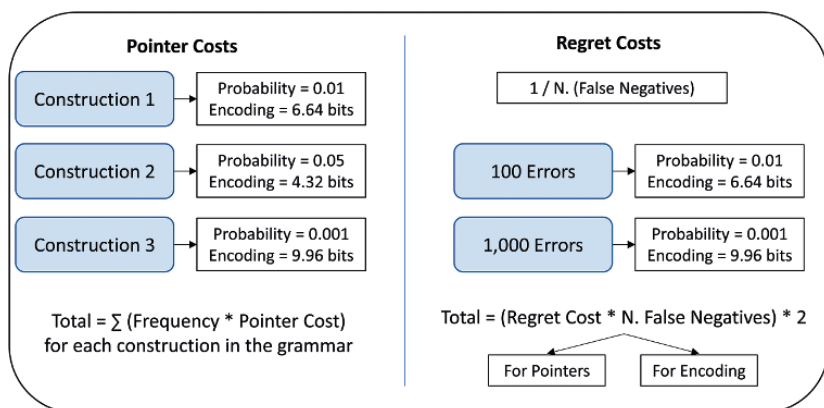 Pointer Costs
Construction 1
Probability = 0.01
Encoding = 6.64 bits
Construction 2
Probability = 0.05
Encoding = 4.32 bits
Construction 3
Probability = 0.001
Encoding = 9.96 bits
Total = ∑ (Frequency * Pointer Cost)
for each construction in the grammar
Regret Costs
1 / N. (False Negatives)
100 Errors
Probability = 0.01
Encoding = 6.64 bits
1,000 Errors
Probability = 0.001
Encoding = 9.96 bits
Total = (Regret Cost * N. False Negatives) * 2
For Pointers
For Encoding